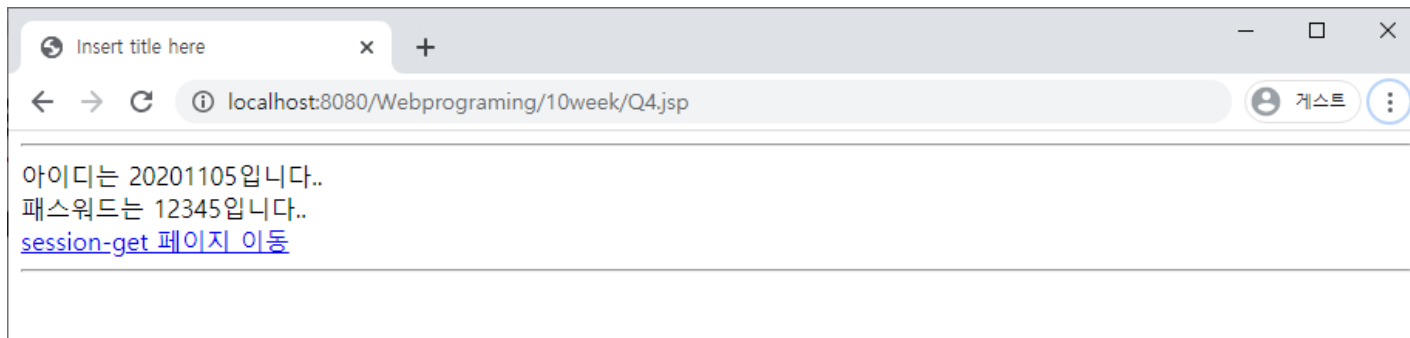 Insert title here
localhost:8080/Webprograming/10week/Q4.jsp
게스트
아이디는 20201105입니다..
패스워드는 12345입니다..
session-get 페이지 이동